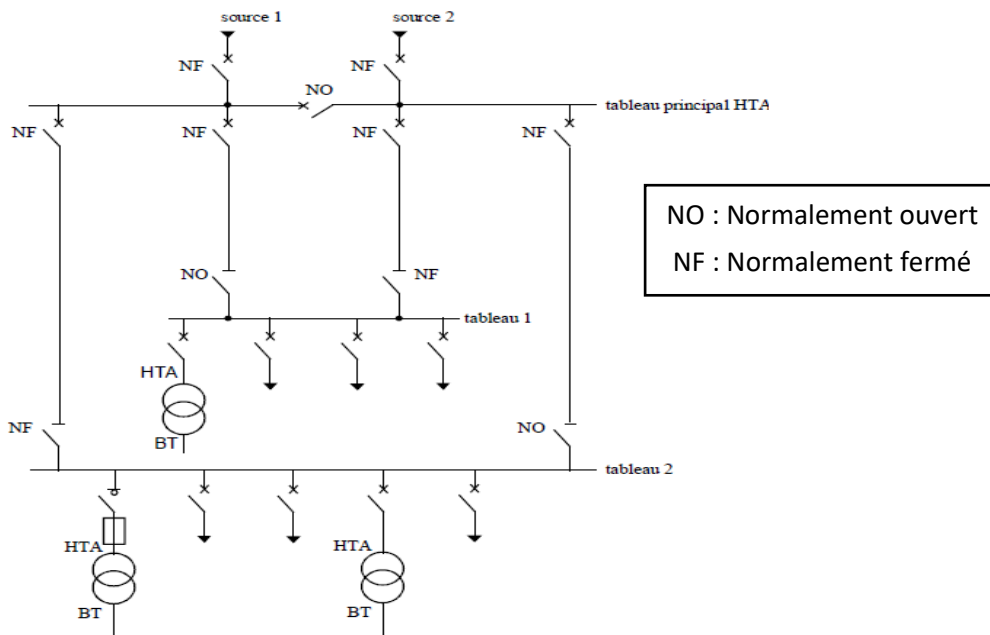 source 1
source 2
NF
NF
NO
tableau principal HTA
NF
NF
NF
NF
NO : Normalement ouvert
NF : Normalement fermé
NO
NF
tableau 1
HTA
BT
NF
NO
tableau 2
HTA
BT
HTA
BT